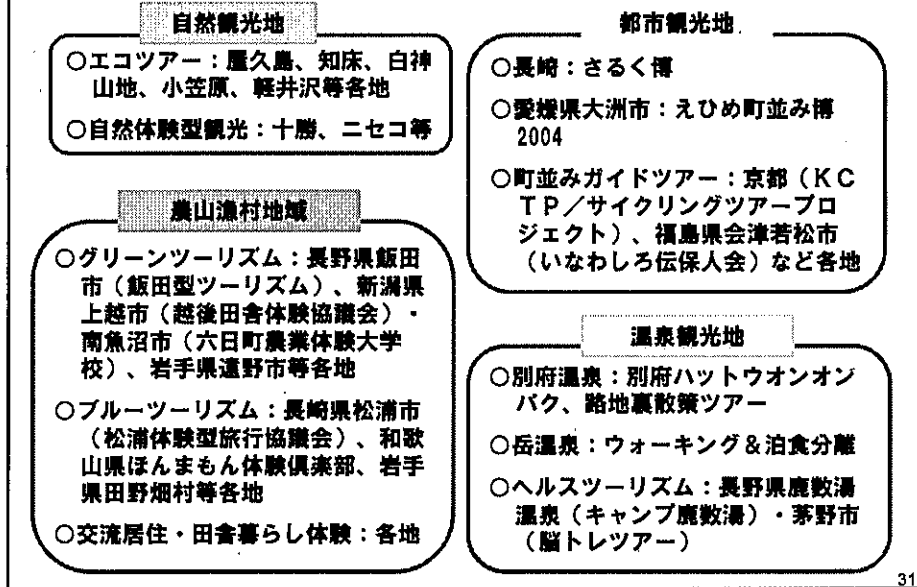 自然観光地
○エコツアー：屋久島、知床、白神
山地、小笠原、軽井沢等各地
○自然体験型観光：十勝、ニセコ等
農山漁村地域
○グリーンツーリズム：長野県飯田
市（飯田型ツーリズム）、新潟県
上越市（越後田舎体験協議会）・
南魚沼市（六日町農業体験大学
校）、岩手県遠野市等各地
○ブルーツーリズム：長崎県松浦市
（松浦体験型旅行協議会）、和歌
山県ほんまもん体験倶楽部、岩手
県田野畑村等各地
○交流居住・田舎暮らし体験：各地
都市観光地
○長崎：さるく博
○愛媛県大洲市：えひめ町並み博
2004
○町並みガイドツアー：京都（ＫＣ
ＴＰ／サイクリングツアープロ
ジェクト）、福島県会津若松市
（いなわしろ伝保人会）など各地
温泉観光地
○別府温泉：別府ハットウオンオン
パク、路地裏散策ツアー
○岳温泉：ウォーキング＆泊食分離
○ヘルスツーリズム：長野県鹿教湯
温泉（キャンプ鹿教湯）・茅野市
（脳トレツアー）
31